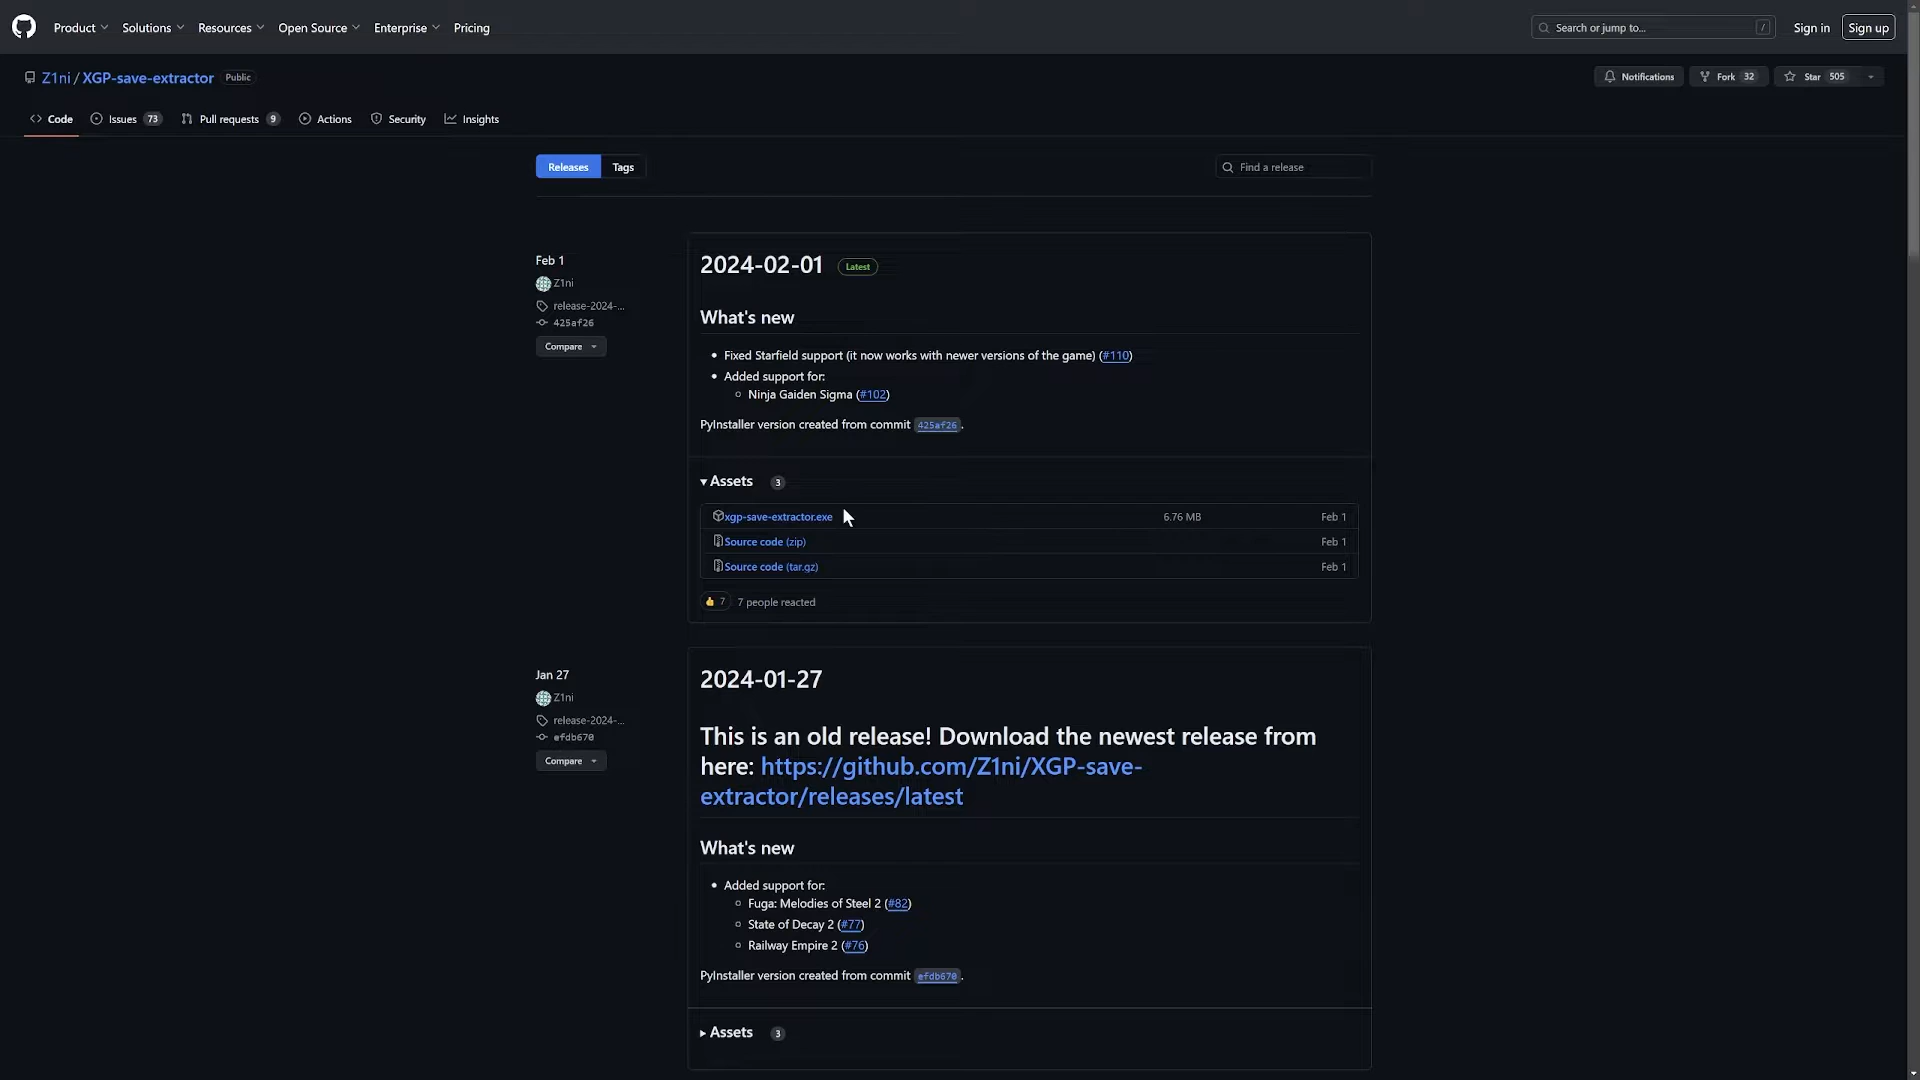 Product Solutions Resources Open Source Enterprise Pricing Search or jump to... / Sign in Sign up
Z1ni / XGP-save-extractor Public Notifications Fork 32 Star 505
Code Issues 73 Pull requests 9 Actions Security Insights
Releases Tags Find a release
Feb 1
Z1ni
release-2024-...
425af26
Compare
2024-02-01 Latest
What's new
Fixed Starfield support (it now works with newer versions of the game) (#110)
Added support for:
Ninja Gaiden Sigma (#102)
PyInstaller version created from commit 425af26.
Assets 3
xgp-save-extractor.exe 6.76 MB Feb 1
Source code (zip) Feb 1
Source code (tar.gz) Feb 1
7 7 people reacted
Jan 27
Z1ni
release-2024-...
efdb670
Compare
2024-01-27
This is an old release! Download the newest release from
here: https://github.com/Z1ni/XGP-save-
extractor/releases/latest
What's new
Added support for:
Fuga: Melodies of Steel 2 (#82)
State of Decay 2 (#77)
Railway Empire 2 (#76)
PyInstaller version created from commit efdb670.
Assets 3